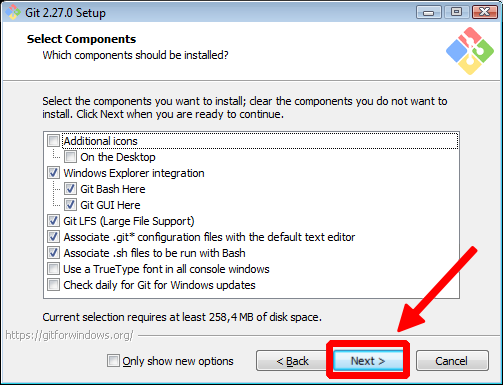 Git 2.27.0 Setup
Select Components
Which components should be installed?
Select the components you want to install; clear the components you do not want to
install. Click Next when you are ready to continue.
Additional icons
On the Desktop
Windows Explorer integration
Git Bash Here
Git GUI Here
Git LFS (Large File Support)
Associate .git* configuration files with the default text editor
Associate .sh files to be run with Bash
Use a TrueType font in all console windows
Check daily for Git for Windows updates
Current selection requires at least 258,4 MB of disk space.
https://gitforwindows.org/
Only show new options
< Back
Next >
Cancel